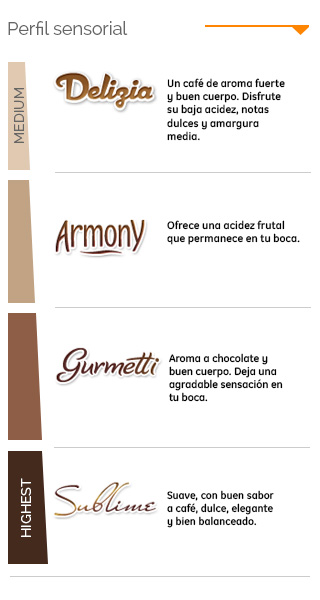 Perfil sensorial
MEDIUM
Delizia
Un café de aroma fuerte
y buen cuerpo. Disfrute
su baja acidez, notas
dulces y amargura
media.
Armony
Ofrece una acidez frutal
que permanece en tu boca.
Gurmetti
Aroma a chocolate y
buen cuerpo. Deja una
agradable sensación en
tu boca.
HIGHEST
Sublime
Suave, con buen sabor
a café, dulce, elegante
y bien balanceado.